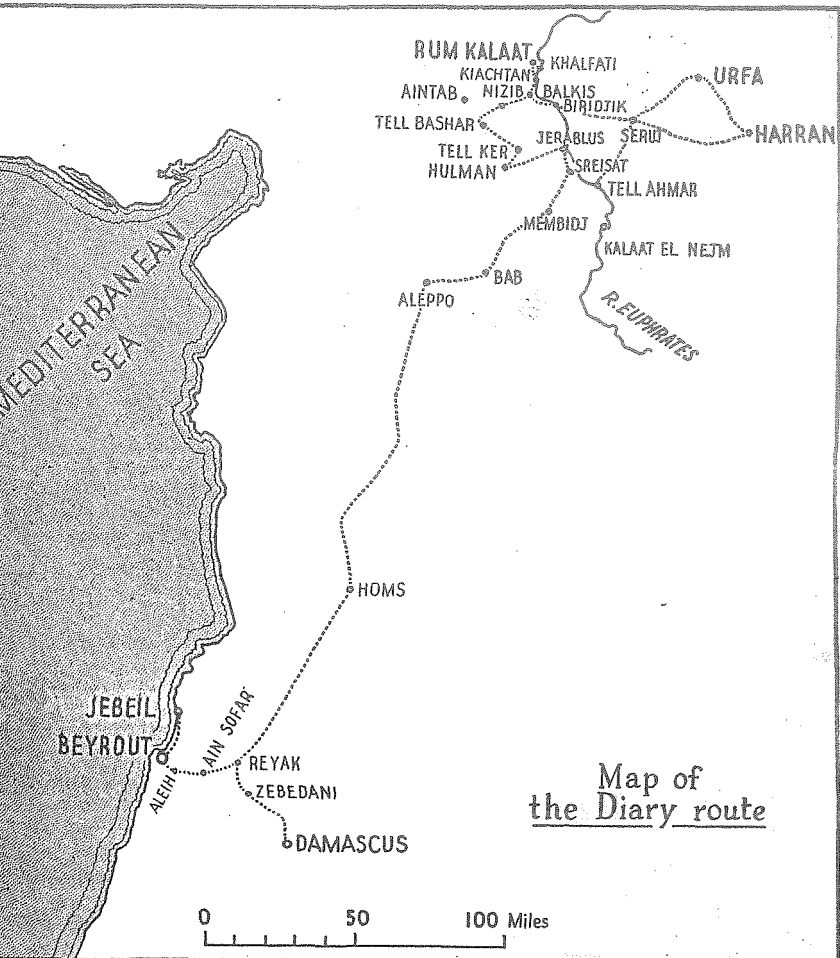 RUM KALAAT
KHALFATI
KIACHTAN
URFA
AINTAB
NIZIB
BALKIS
BIRIDJIK
TELL BASHAR
JERABLUS
SERUJ
HARRAN
TELL KER
HULMAN
SREISAT
TELL AHMAR
MEMBIDJ
KALAAT EL NEJM
MEDITERRANEAN
SEA
BAB
ALEPPO
R. EUPHRATES
HOMS
JEBEIL
BEYROUT
AIN SOFAR
ALEIH
REYAK
ZEBEDANI
DAMASCUS
Map of
the Diary route
0 50 100 Miles